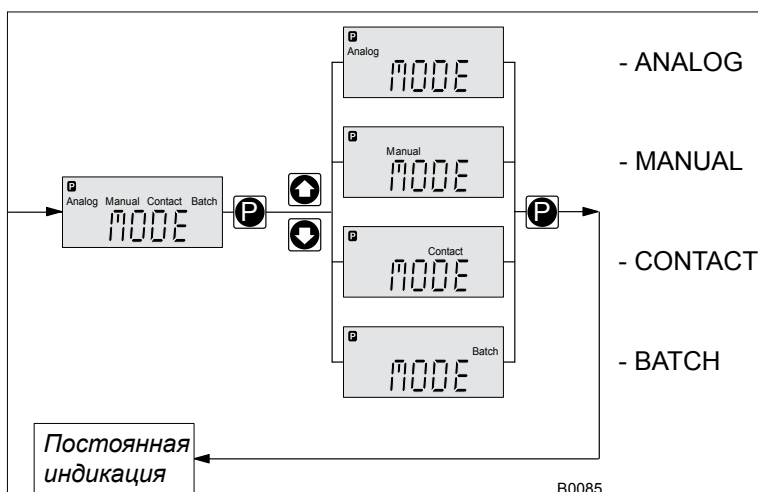 P
Analog
MODE
- ANALOG
P
Manual
MODE
- MANUAL
P
Analog Manual Contact Batch
MODE
P
P
P
Contact
MODE
- CONTACT
P
Batch
MODE
- BATCH
Постоянная
индикация
B0085